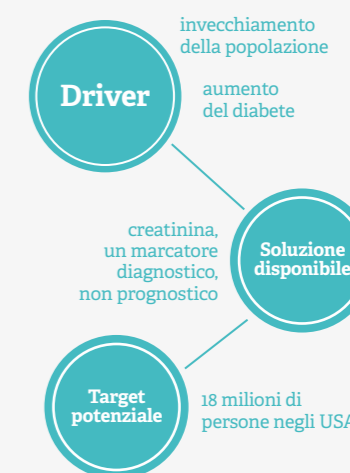 invecchiamento
della popolazione
Driver
aumento
del diabete
creatinina,
un marcatore
diagnostico,
non prognostico
Soluzione
disponibile
Target
potenziale
18 milioni di
persone negli USA